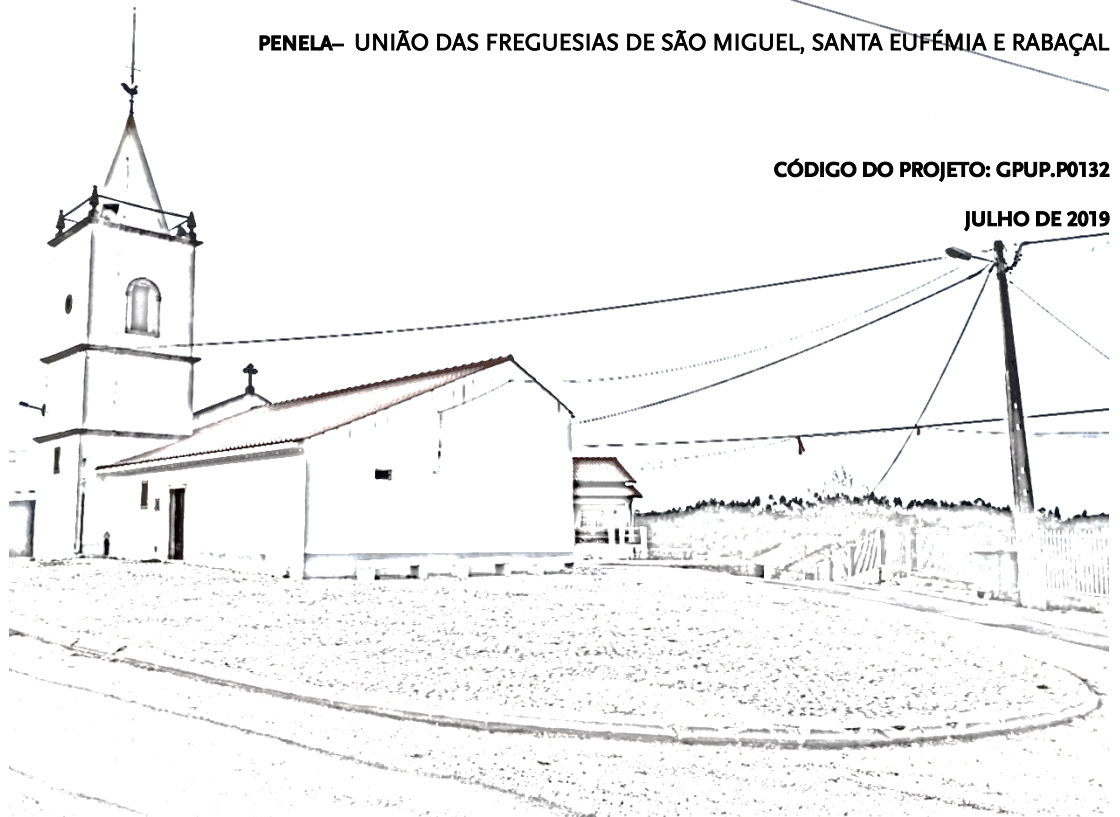 PENELA– UNIÃO DAS FREGUESIAS DE SÃO MIGUEL, SANTA EUFÉMIA E RABAÇAL
CÓDIGO DO PROJETO: GPUP.P0132
JULHO DE 2019